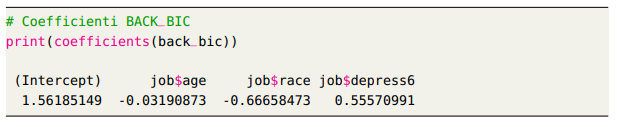 # Coefficienti BACK_BIC
print(coefficients(back_bic))
(Intercept) job$age job$race job$depress6
1.56185149 -0.03190873 -0.66658473 0.55570991